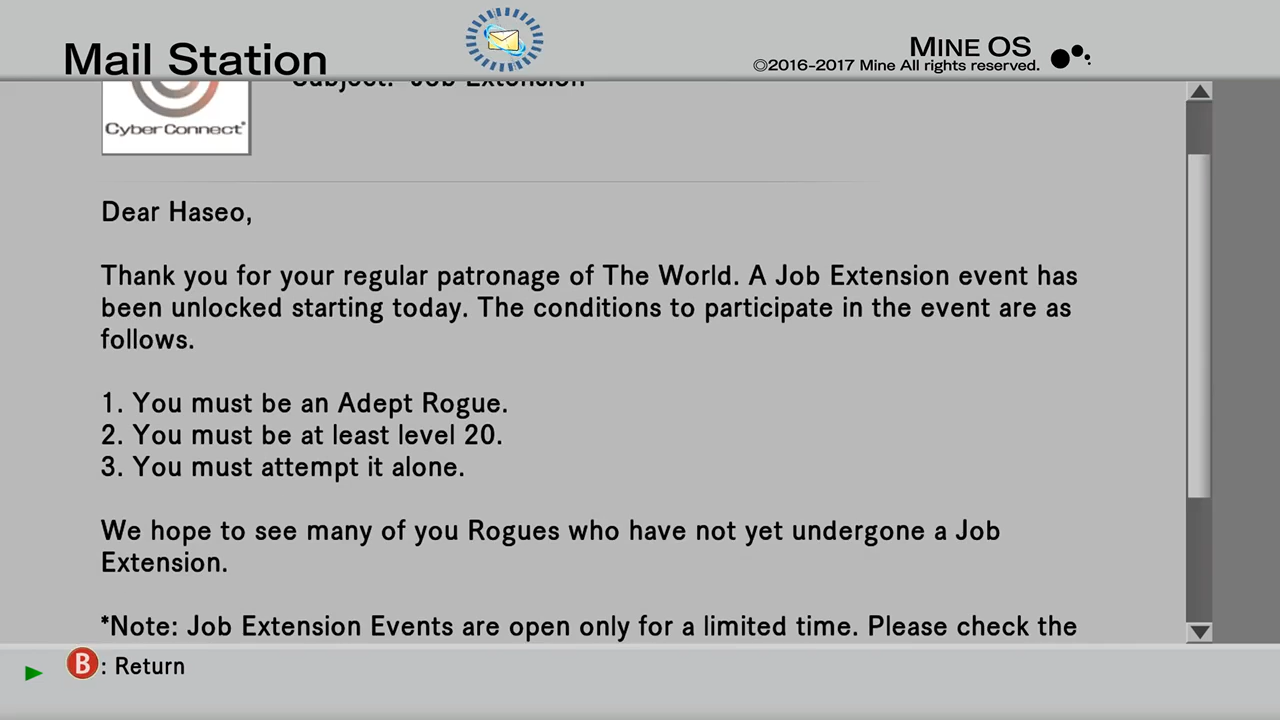 Mail Station
MINE OS
©2016-2017 Mine All rights reserved.
Subject: Job Extension
CyberConnect®
Dear Haseo,
Thank you for your regular patronage of The World. A Job Extension event has
been unlocked starting today. The conditions to participate in the event are as
follows.
1. You must be an Adept Rogue.
2. You must be at least level 20.
3. You must attempt it alone.
We hope to see many of you Rogues who have not yet undergone a Job
Extension.
*Note: Job Extension Events are open only for a limited time. Please check the
B : Return